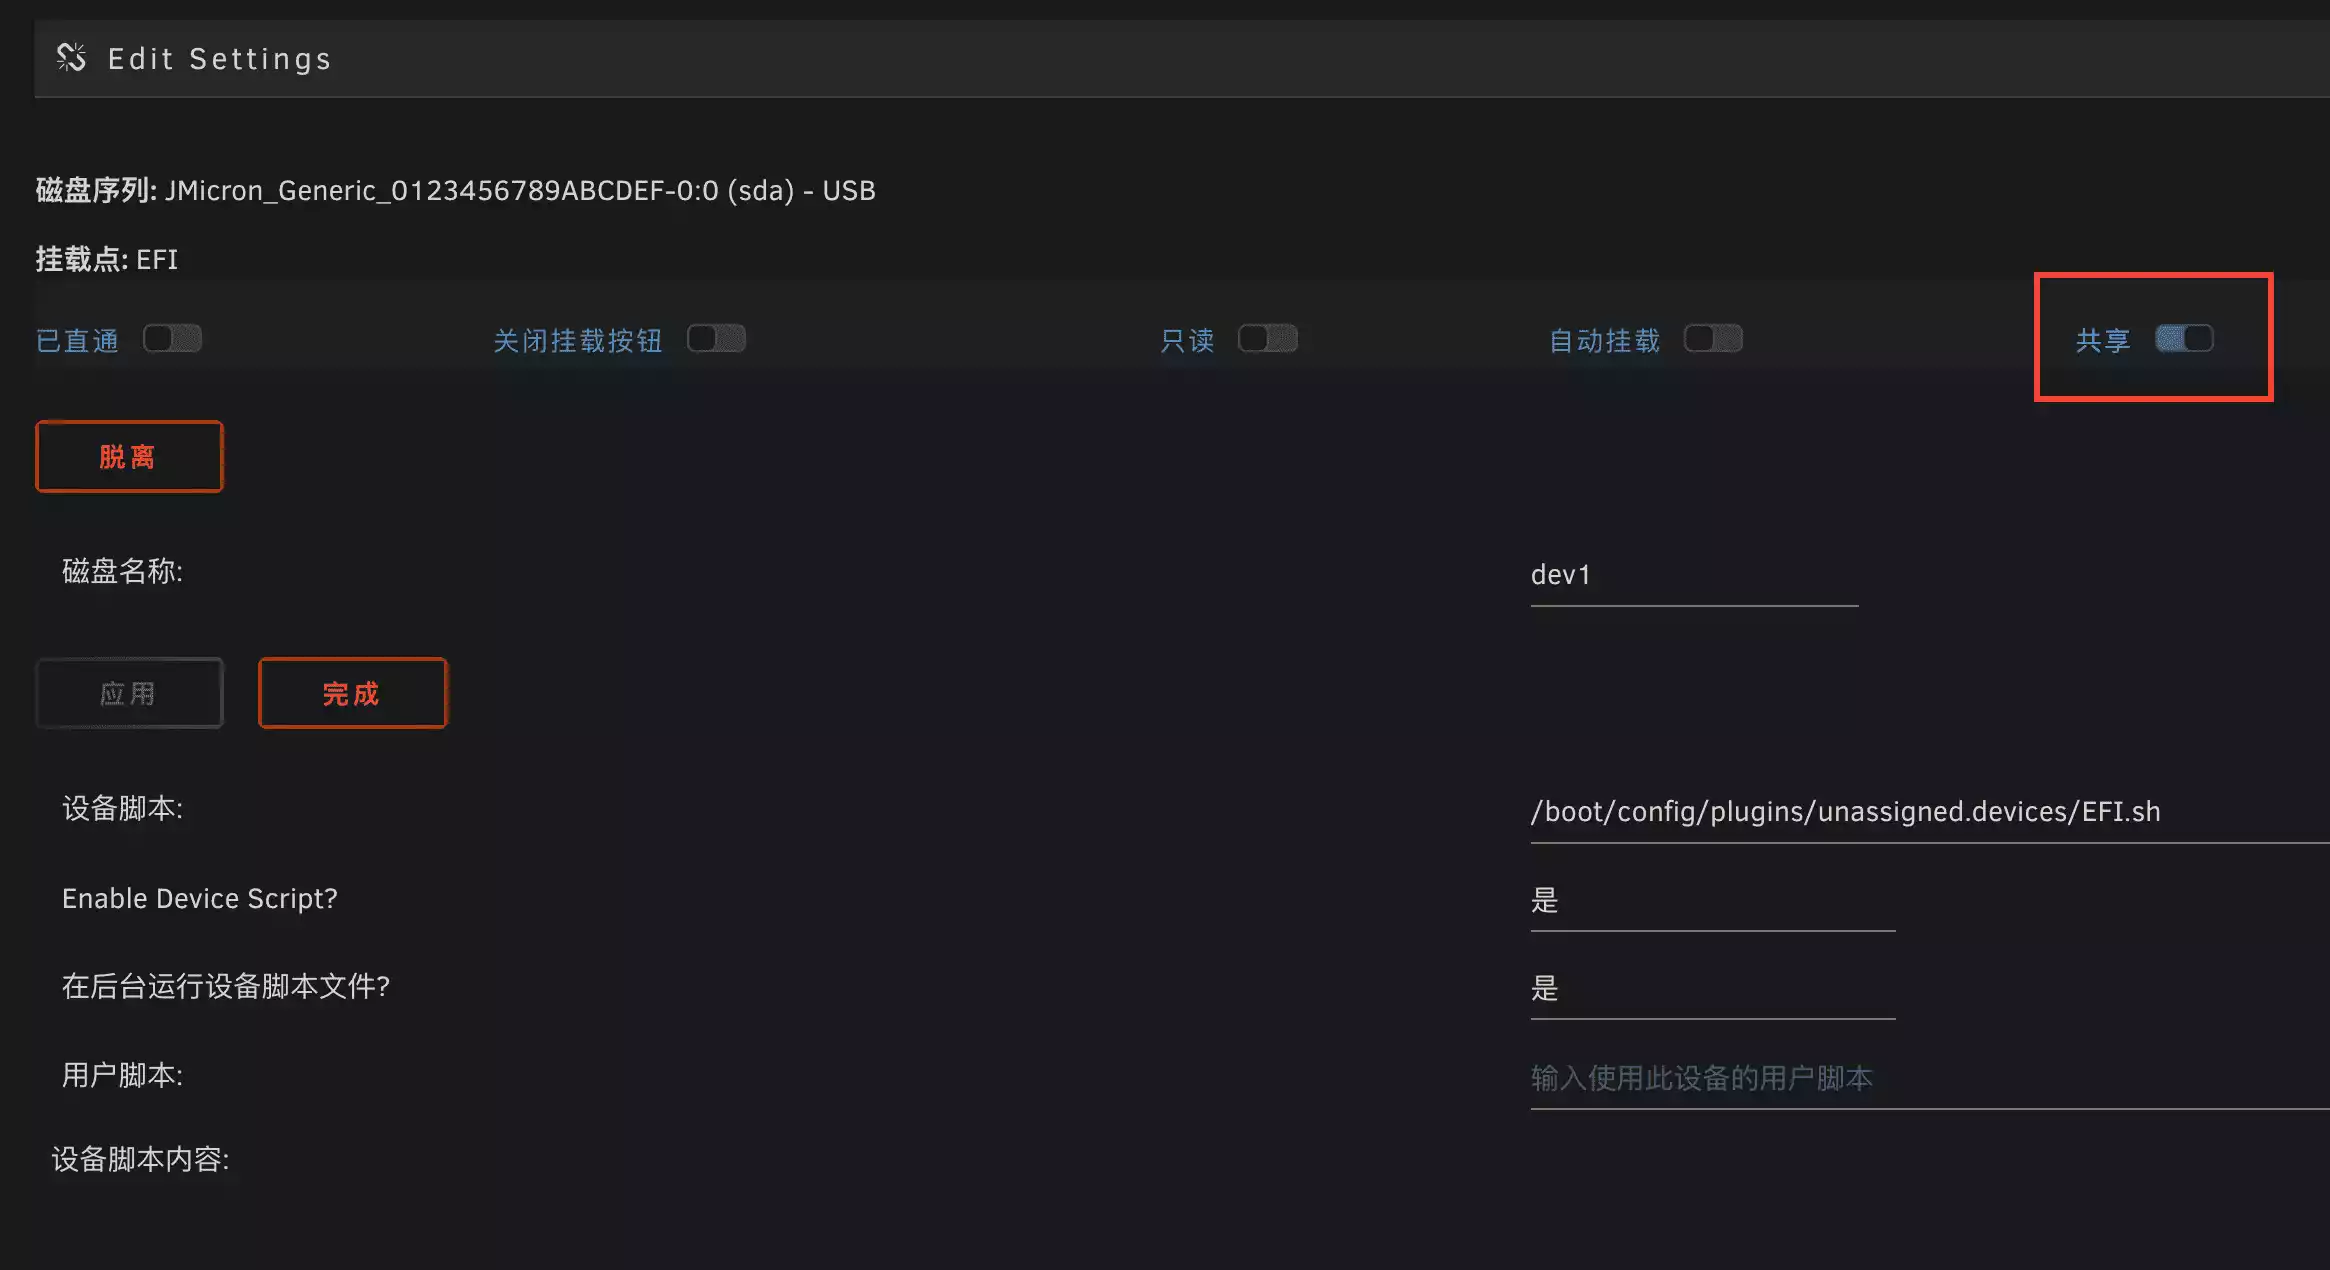 Edit Settings
磁盘序列: JMicron_Generic_0123456789ABCDEF-0:0 (sda) - USB
挂载点: EFI
已直通 关闭挂载按钮 只读 自动挂载 共享
脱离
磁盘名称: dev1
应用 完成
设备脚本: /boot/config/plugins/unassigned.devices/EFI.sh
Enable Device Script? 是
在后台运行设备脚本文件? 是
用户脚本: 输入使用此设备的用户脚本
设备脚本内容: